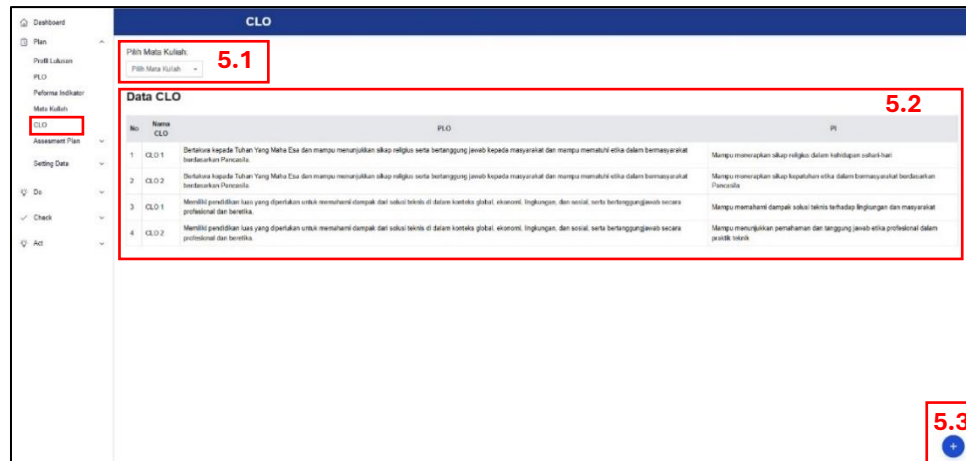 CLO
Dashboard
Plan
Profil Lulusan
PLO
Peforma Indikator
Mata Kuliah
CLO
Assesment Plan
Setting Data
Do
Check
Act
Pilih Mata Kuliah:
Pilih Mata Kuliah
5.1
Data CLO
5.2
No Nama CLO PLO PI
1 CLO 1 Bertakwa kepada Tuhan Yang Maha Esa dan mampu menunjukkan sikap religius serta bertanggung jawab kepada masyarakat dan mampu mematuhi etika dalam bermasyarakat
berdasarkan Pancasila.
Mampu menerapkan sikap religius dalam kehidupan sehari-hari
2 CLO 2 Bertakwa kepada Tuhan Yang Maha Esa dan mampu menunjukkan sikap religius serta bertanggung jawab kepada masyarakat dan mampu mematuhi etika dalam bermasyarakat
berdasarkan Pancasila.
Mampu menerapkan sikap kepatuhan etika dalam bermasyarakat berdasarkan
Pancasila
3 CLO 1 Memiliki pendidikan luas yang diperlukan untuk memahami dampak dari solusi teknis di dalam konteks global, ekonomi, lingkungan, dan sosial, serta bertanggungjawab secara
profesional dan beretika.
Mampu memahami dampak solusi teknis terhadap lingkungan dan masyarakat
4 CLO 2 Memiliki pendidikan luas yang diperlukan untuk memahami dampak dari solusi teknis di dalam konteks global, ekonomi, lingkungan, dan sosial, serta bertanggungjawab secara
profesional dan beretika.
Mampu menunjukkan pemahaman dan tanggung jawab etika profesional dalam
praktik teknik
5.3
+